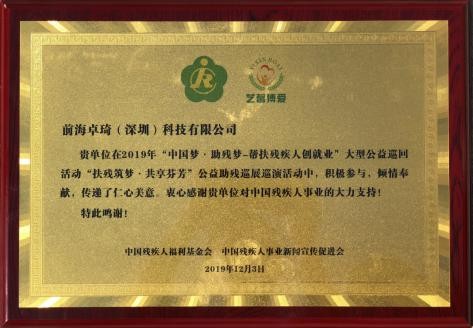 YIXIN BOAI
艺馨博爱
前海卓琦（深圳）科技有限公司
贵单位在2019年“中国梦·助残梦-帮扶残疾人创就业”大型公益巡回
活动“扶残筑梦·共享芬芳”公益助残巡展巡演活动中，积极参与，倾情奉
献，传递了仁心美意。衷心感谢贵单位对中国残疾人事业的大力支持！
特此鸣谢！
中国残疾人福利基金会 中国残疾人事业新闻宣传促进会
2019年12月3日